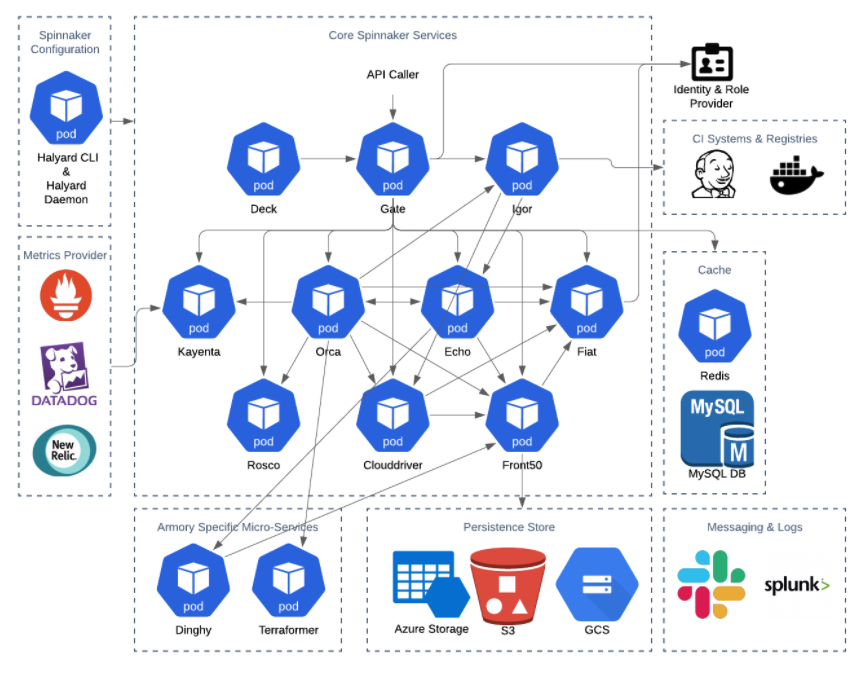 Spinnaker
Configuration
pod
Halyard CLI
&
Halyard
Daemon
Core Spinnaker Services
API Caller
pod
Deck
pod
Gate
pod
Igor
Identity & Role
Provider
CI Systems & Registries
Metrics Provider
DATADOG
New
Relic.
pod
Kayenta
pod
Orca
pod
Echo
pod
Fiat
pod
Rosco
pod
Clouddriver
pod
Front50
Cache
pod
Redis
MySQL
M
MySQL DB
Armory Specific Micro-Services
pod
Dinghy
pod
Terraformer
Persistence Store
Azure Storage
S3
GCS
Messaging & Logs
splunk>